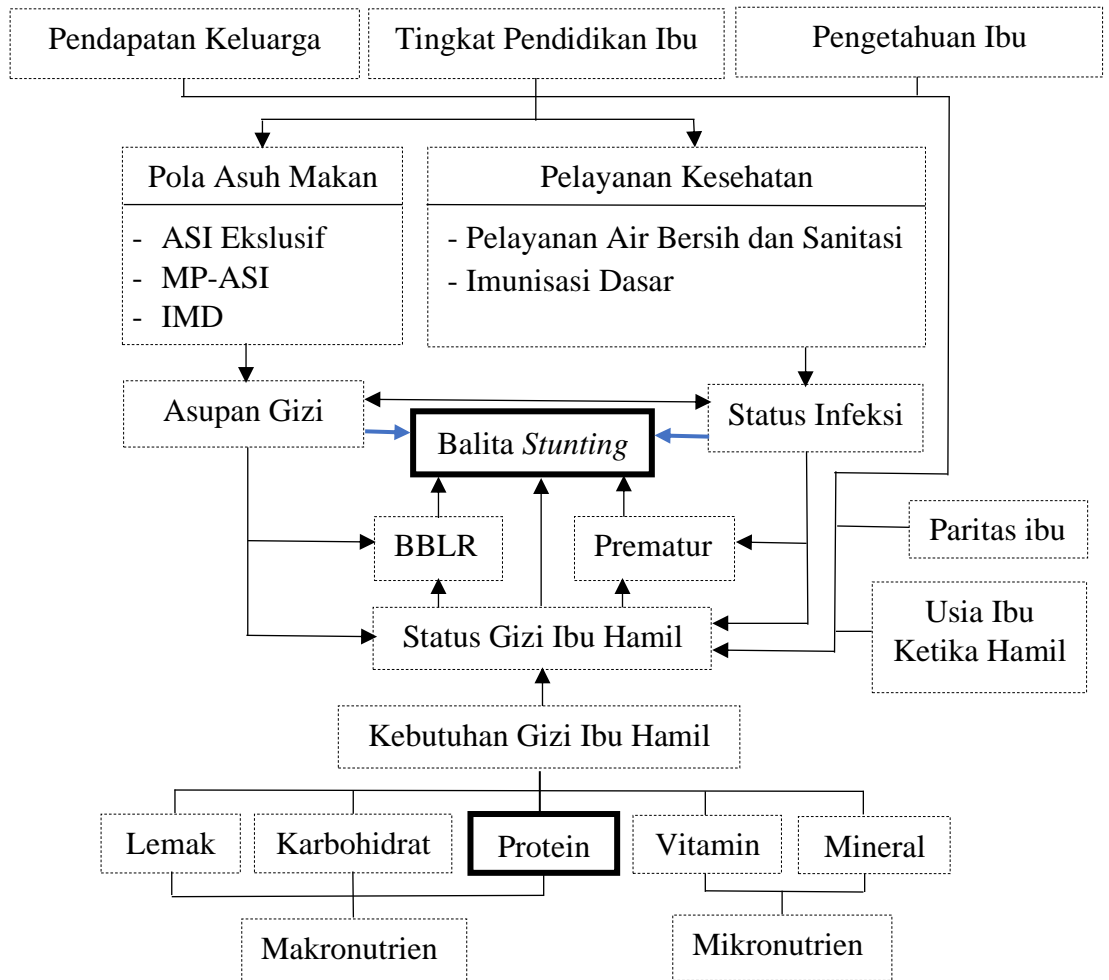 Pendapatan Keluarga
Tingkat Pendidikan Ibu
Pengetahuan Ibu
Pola Asuh Makan
- ASI Ekslusif
- MP-ASI
- IMD
Pelayanan Kesehatan
- Pelayanan Air Bersih dan Sanitasi
- Imunisasi Dasar
Asupan Gizi
Status Infeksi
Balita Stunting
BBLR
Prematur
Paritas ibu
Status Gizi Ibu Hamil
Usia Ibu
Ketika Hamil
Kebutuhan Gizi Ibu Hamil
Lemak
Karbohidrat
Protein
Vitamin
Mineral
Makronutrien
Mikronutrien